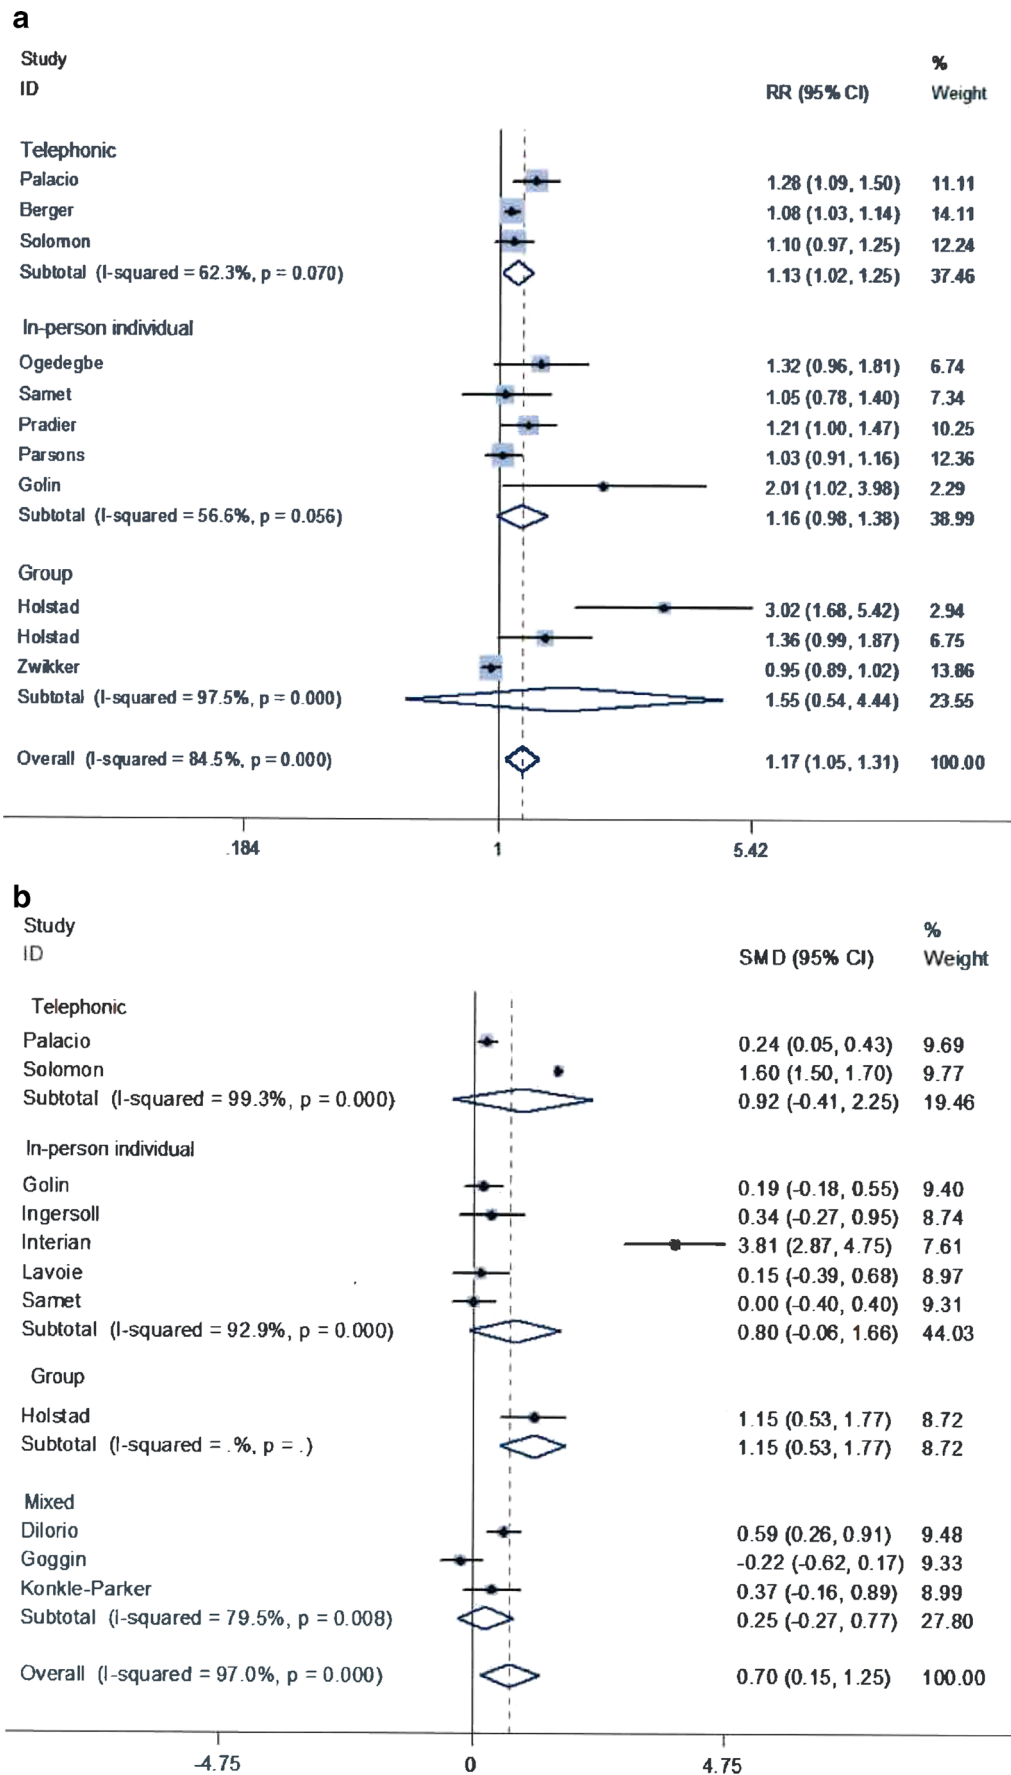 a
Study %
ID RR (95% CI) Weight
Telephonic
Palacio 1.28 (1.09, 1.50) 11.11
Berger 1.08 (1.03, 1.14) 14.11
Solomon 1.10 (0.97, 1.25) 12.24
Subtotal (I-squared = 62.3%, p = 0.070) 1.13 (1.02, 1.25) 37.46
In-person individual
Ogedegbe 1.32 (0.96, 1.81) 6.74
Samet 1.05 (0.78, 1.40) 7.34
Pradier 1.21 (1.00, 1.47) 10.25
Parsons 1.03 (0.91, 1.16) 12.36
Golin 2.01 (1.02, 3.98) 2.29
Subtotal (I-squared = 56.6%, p = 0.056) 1.16 (0.98, 1.38) 38.99
Group
Holstad 3.02 (1.68, 5.42) 2.94
Holstad 1.36 (0.99, 1.87) 6.75
Zwikker 0.95 (0.89, 1.02) 13.86
Subtotal (I-squared = 97.5%, p = 0.000) 1.55 (0.54, 4.44) 23.55
Overall (I-squared = 84.5%, p = 0.000) 1.17 (1.05, 1.31) 100.00
.184 1 5.42
b
Study %
ID SMD (95% CI) Weight
Telephonic
Palacio 0.24 (0.05, 0.43) 9.69
Solomon 1.60 (1.50, 1.70) 9.77
Subtotal (I-squared = 99.3%, p = 0.000) 0.92 (-0.41, 2.25) 19.46
In-person individual
Golin 0.19 (-0.18, 0.55) 9.40
Ingersoll 0.34 (-0.27, 0.95) 8.74
Interian 3.81 (2.87, 4.75) 7.61
Lavoie 0.15 (-0.39, 0.68) 8.97
Samet 0.00 (-0.40, 0.40) 9.31
Subtotal (I-squared = 92.9%, p = 0.000) 0.80 (-0.06, 1.66) 44.03
Group
Holstad 1.15 (0.53, 1.77) 8.72
Subtotal (I-squared = .%, p = .) 1.15 (0.53, 1.77) 8.72
Mixed
Dilorio 0.59 (0.26, 0.91) 9.48
Goggin -0.22 (-0.62, 0.17) 9.33
Konkle-Parker 0.37 (-0.16, 0.89) 8.99
Subtotal (I-squared = 79.5%, p = 0.008) 0.25 (-0.27, 0.77) 27.80
Overall (I-squared = 97.0%, p = 0.000) 0.70 (0.15, 1.25) 100.00
-4.75 0 4.75